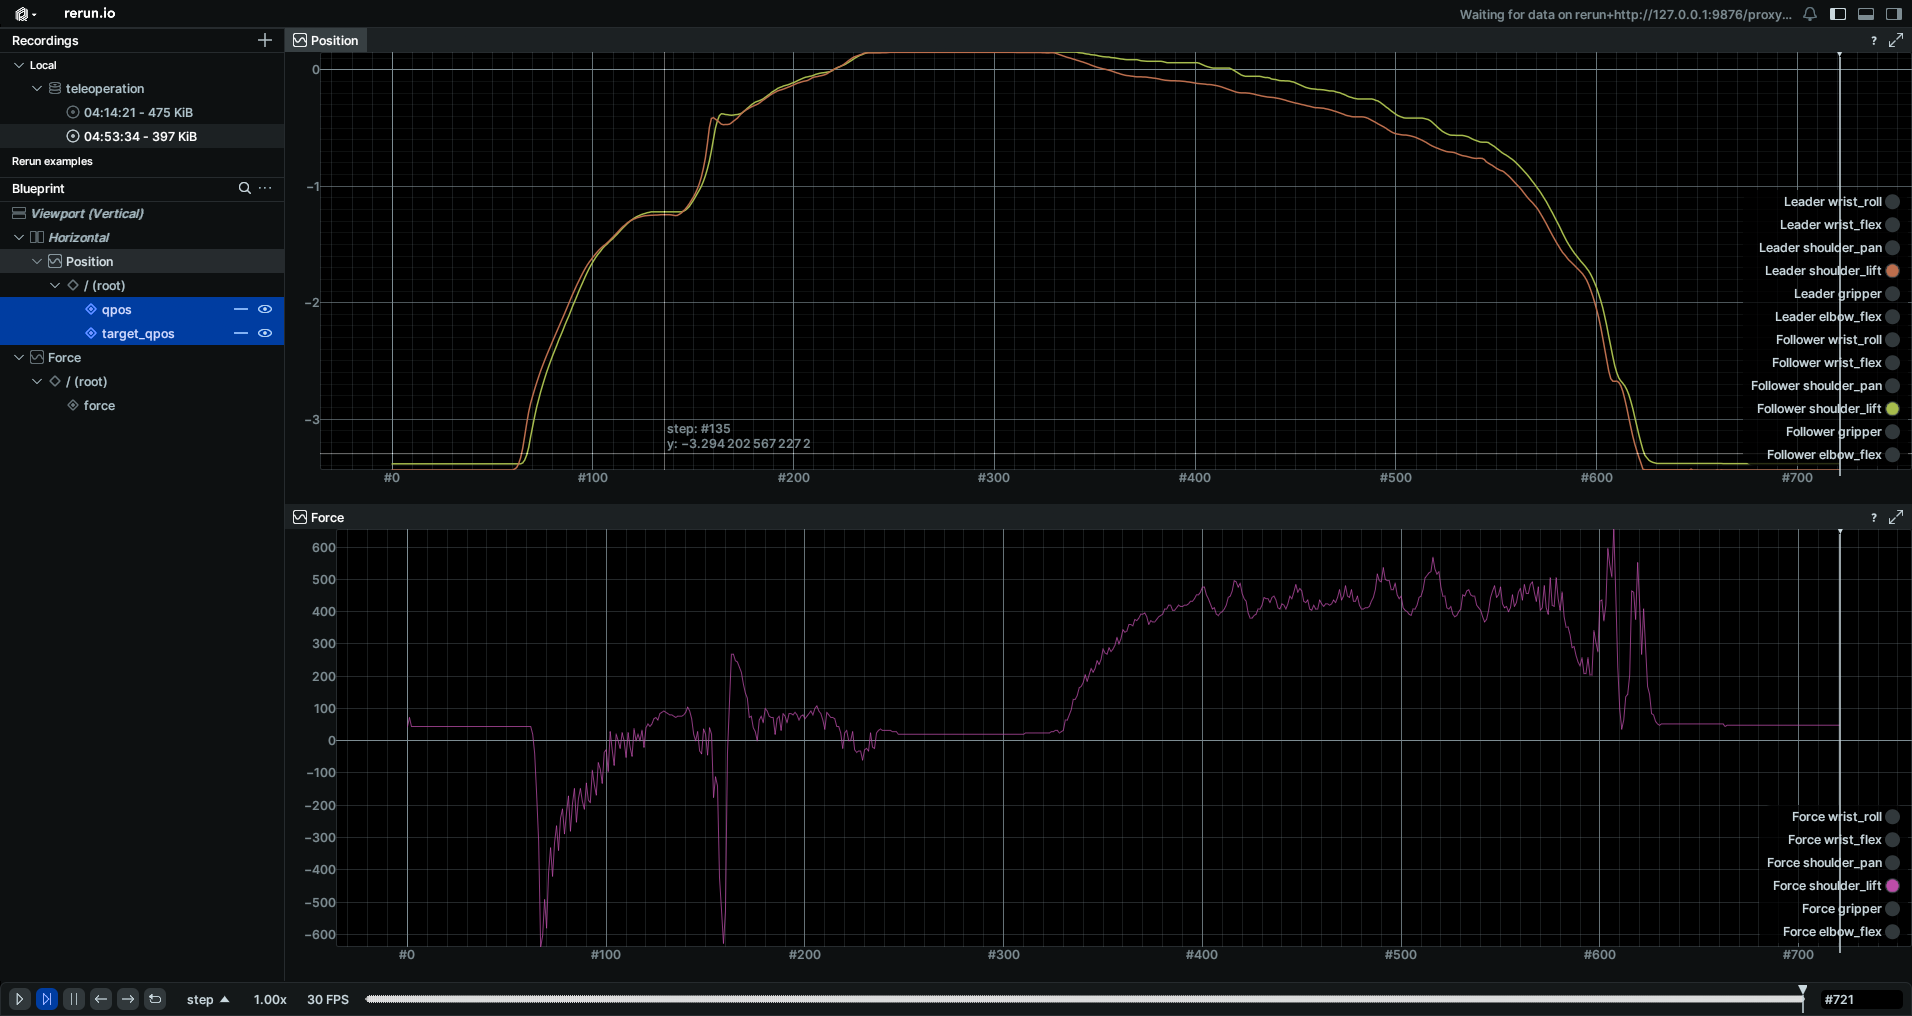 rerun.io
Waiting for data on rerun+http://127.0.0.1:9876/proxy...
Recordings
Local
teleoperation
04:14:21 - 475 KiB
04:53:34 - 397 KiB
Rerun examples
Blueprint
Viewport (Vertical)
Horizontal
Position
/ (root)
qpos
target_qpos
Force
/ (root)
force
Position
?
0
−1
−2
−3
step: #135
y: −3.294 202 567 227 2
Leader wrist_roll
Leader wrist_flex
Leader shoulder_pan
Leader shoulder_lift
Leader gripper
Leader elbow_flex
Follower wrist_roll
Follower wrist_flex
Follower shoulder_pan
Follower shoulder_lift
Follower gripper
Follower elbow_flex
#0 #100 #200 #300 #400 #500 #600 #700
Force
?
600
500
400
300
200
100
0
−100
−200
−300
−400
−500
−600
Force wrist_roll
Force wrist_flex
Force shoulder_pan
Force shoulder_lift
Force gripper
Force elbow_flex
#0 #100 #200 #300 #400 #500 #600 #700
step 1.00x 30 FPS #721